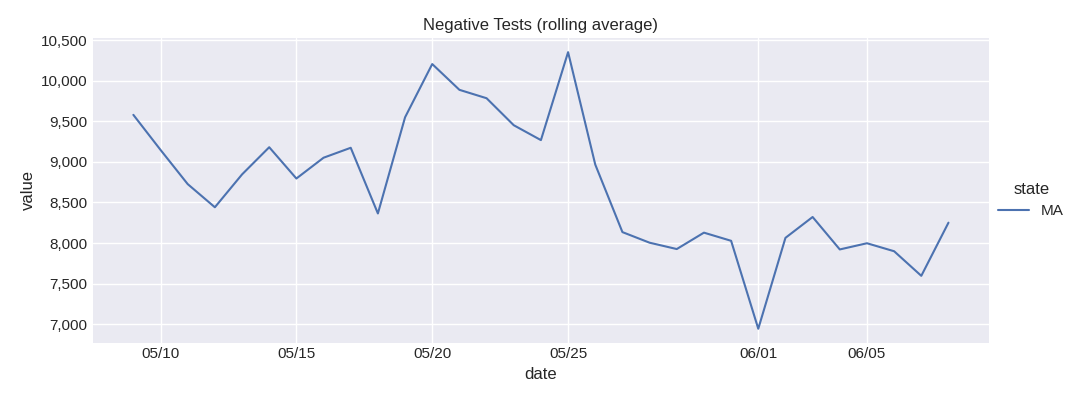 Negative Tests (rolling average)
10,500
10,000
9,500
9,000
8,500
8,000
7,500
7,000
value
05/10 05/15 05/20 05/25 06/01 06/05
date
state
MA